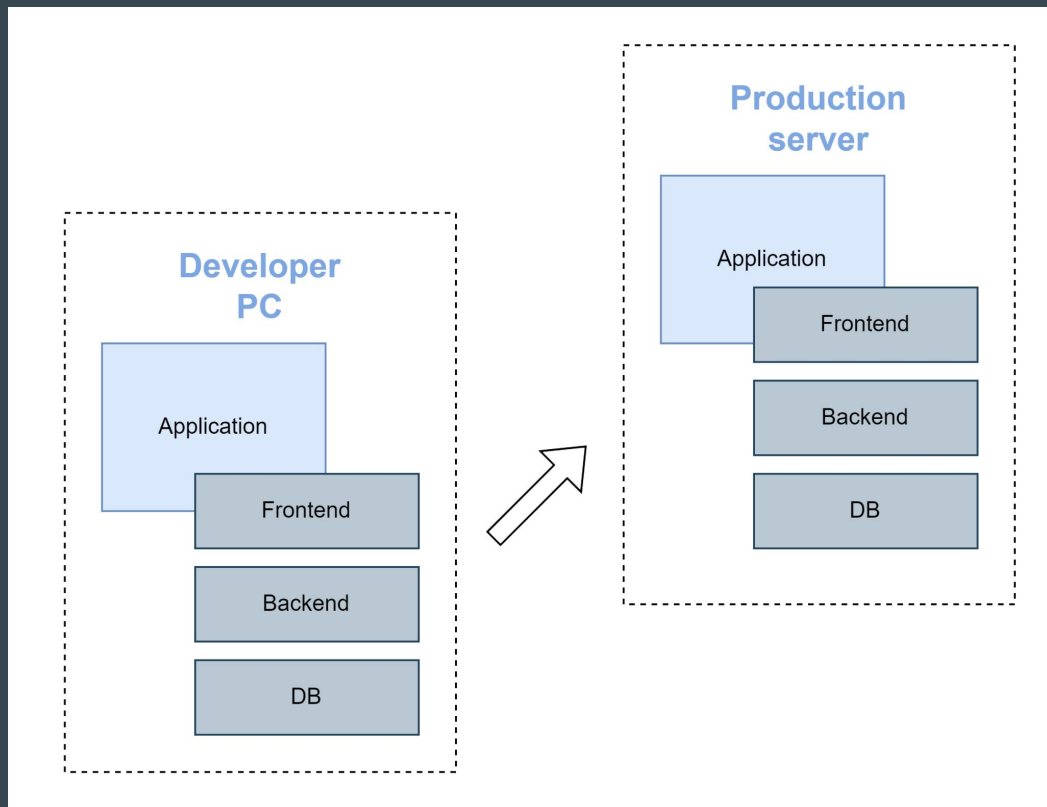 Developer
PC
Application
Frontend
Backend
DB
Production
server
Application
Frontend
Backend
DB